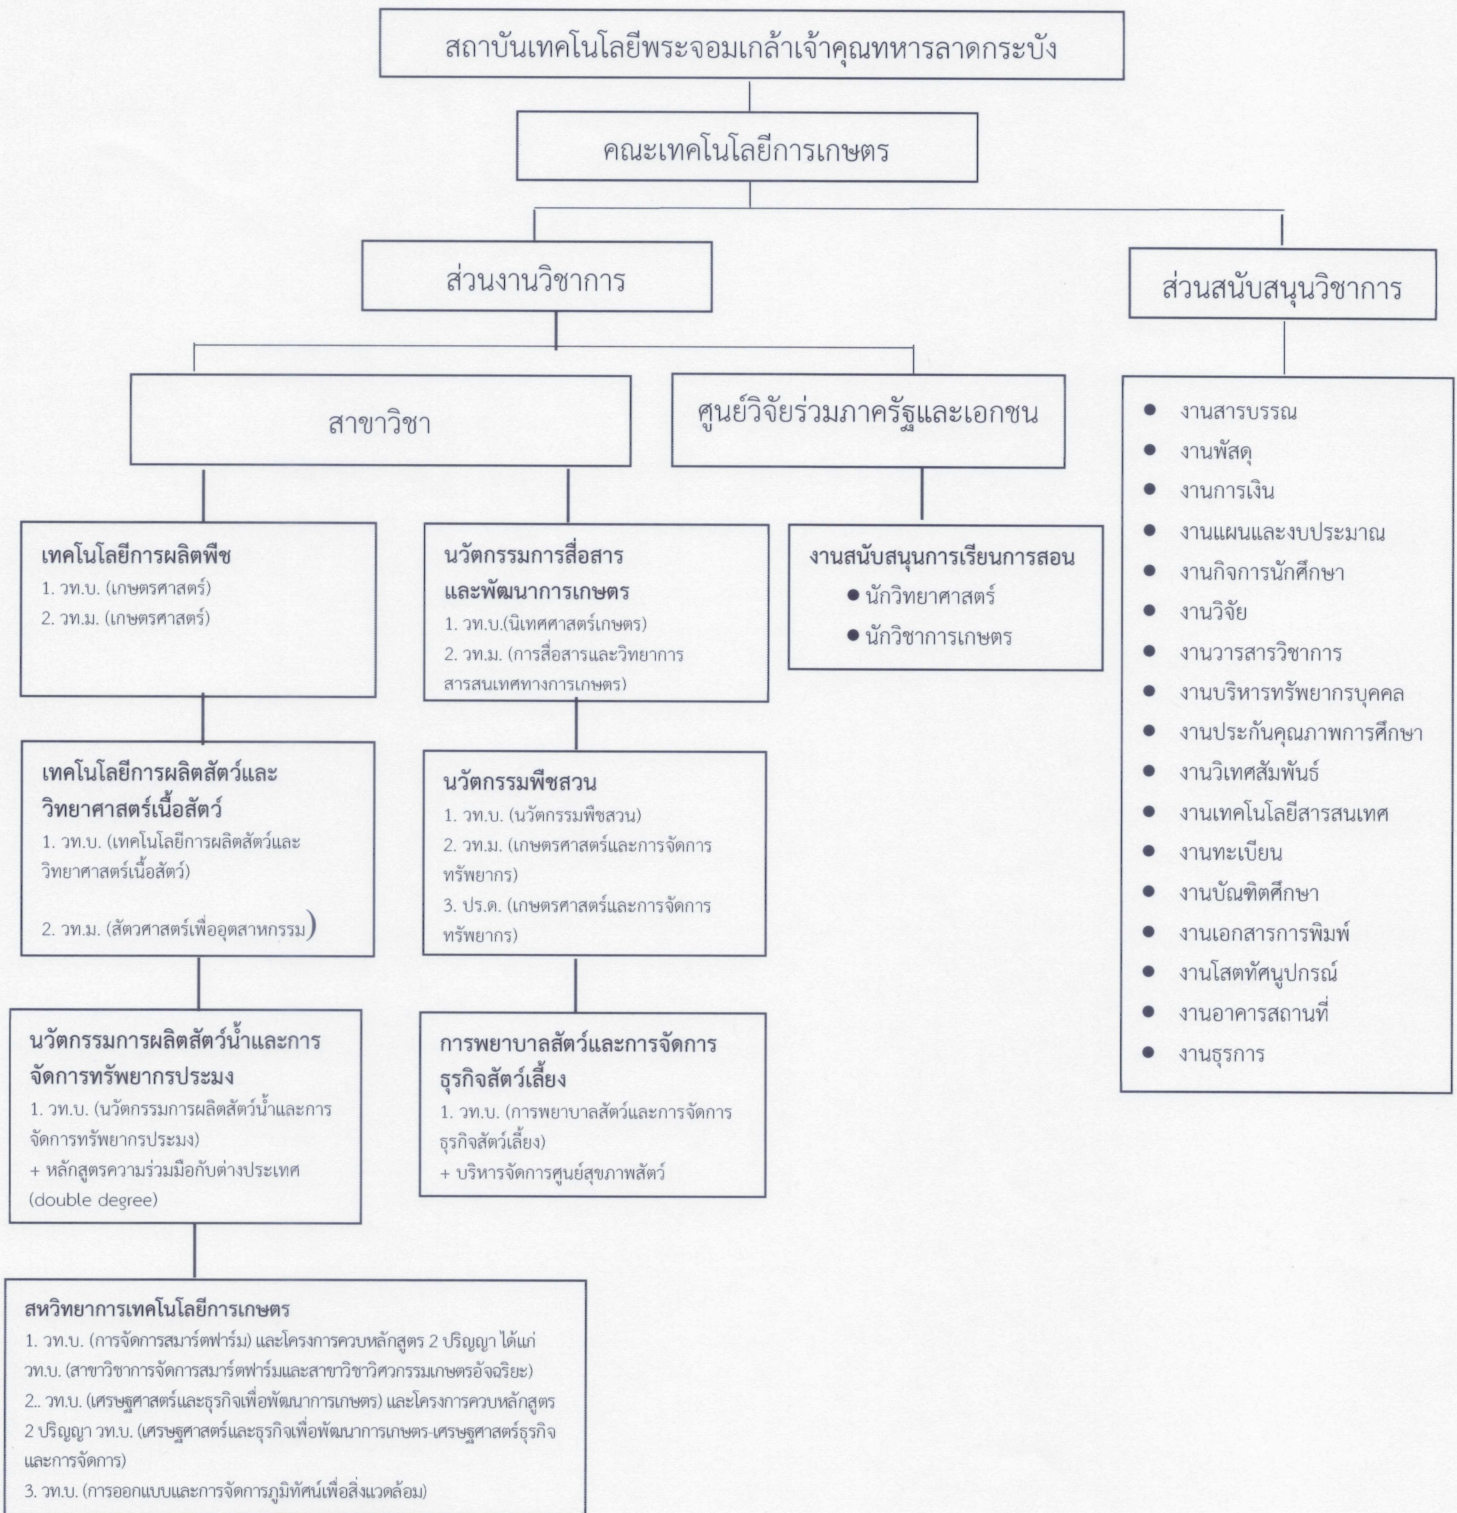 สถาบันเทคโนโลยีพระจอมเกล้าเจ้าคุณทหารลาดกระบัง
คณะเทคโนโลยีการเกษตร
ส่วนงานวิชาการ
ส่วนสนับสนุนวิชาการ
สาขาวิชา
ศูนย์วิจัยร่วมภาครัฐและเอกชน
เทคโนโลยีการผลิตพืช
1. วท.บ. (เกษตรศาสตร์)
2. วท.ม. (เกษตรศาสตร์)
เทคโนโลยีการผลิตสัตว์และ
วิทยาศาสตร์เนื้อสัตว์
1. วท.บ. (เทคโนโลยีการผลิตสัตว์และ
วิทยาศาสตร์เนื้อสัตว์)
2. วท.ม. (สัตวศาสตร์เพื่ออุตสาหกรรม)
นวัตกรรมการผลิตสัตว์น้ำและการ
จัดการทรัพยากรประมง
1. วท.บ. (นวัตกรรมการผลิตสัตว์น้ำและการ
จัดการทรัพยากรประมง)
+ หลักสูตรความร่วมมือกับต่างประเทศ
(double degree)
สหวิทยาการเทคโนโลยีการเกษตร
1. วท.บ. (การจัดการสมาร์ตฟาร์ม) และโครงการควบหลักสูตร 2 ปริญญา ได้แก่
วท.บ. (สาขาวิชาการจัดการสมาร์ตฟาร์มและสาขาวิชาวิศวกรรมเกษตรอัจฉริยะ)
2.. วท.บ. (เศรษฐศาสตร์และธุรกิจเพื่อพัฒนาการเกษตร) และโครงการควบหลักสูตร
2 ปริญญา วท.บ. (เศรษฐศาสตร์และธุรกิจเพื่อพัฒนาการเกษตร-เศรษฐศาสตร์ธุรกิจ
และการจัดการ)
3. วท.บ. (การออกแบบและการจัดการภูมิทัศน์เพื่อสิ่งแวดล้อม)
นวัตกรรมการสื่อสาร
และพัฒนาการเกษตร
1. วท.บ.(นิเทศศาสตร์เกษตร)
2. วท.ม. (การสื่อสารและวิทยาการ
สารสนเทศทางการเกษตร)
นวัตกรรมพืชสวน
1. วท.บ. (นวัตกรรมพืชสวน)
2. วท.ม. (เกษตรศาสตร์และการจัดการ
ทรัพยากร)
3. ปร.ด. (เกษตรศาสตร์และการจัดการ
ทรัพยากร)
การพยาบาลสัตว์และการจัดการ
ธุรกิจสัตว์เลี้ยง
1. วท.บ. (การพยาบาลสัตว์และการจัดการ
ธุรกิจสัตว์เลี้ยง)
+ บริหารจัดการศูนย์สุขภาพสัตว์
งานสนับสนุนการเรียนการสอน
● นักวิทยาศาสตร์
● นักวิชาการเกษตร
● งานสารบรรณ
● งานพัสดุ
● งานการเงิน
● งานแผนและงบประมาณ
● งานกิจการนักศึกษา
● งานวิจัย
● งานวารสารวิชาการ
● งานบริหารทรัพยากรบุคคล
● งานประกันคุณภาพการศึกษา
● งานวิเทศสัมพันธ์
● งานเทคโนโลยีสารสนเทศ
● งานทะเบียน
● งานบัณฑิตศึกษา
● งานเอกสารการพิมพ์
● งานโสตทัศนูปกรณ์
● งานอาคารสถานที่
● งานธุรการ